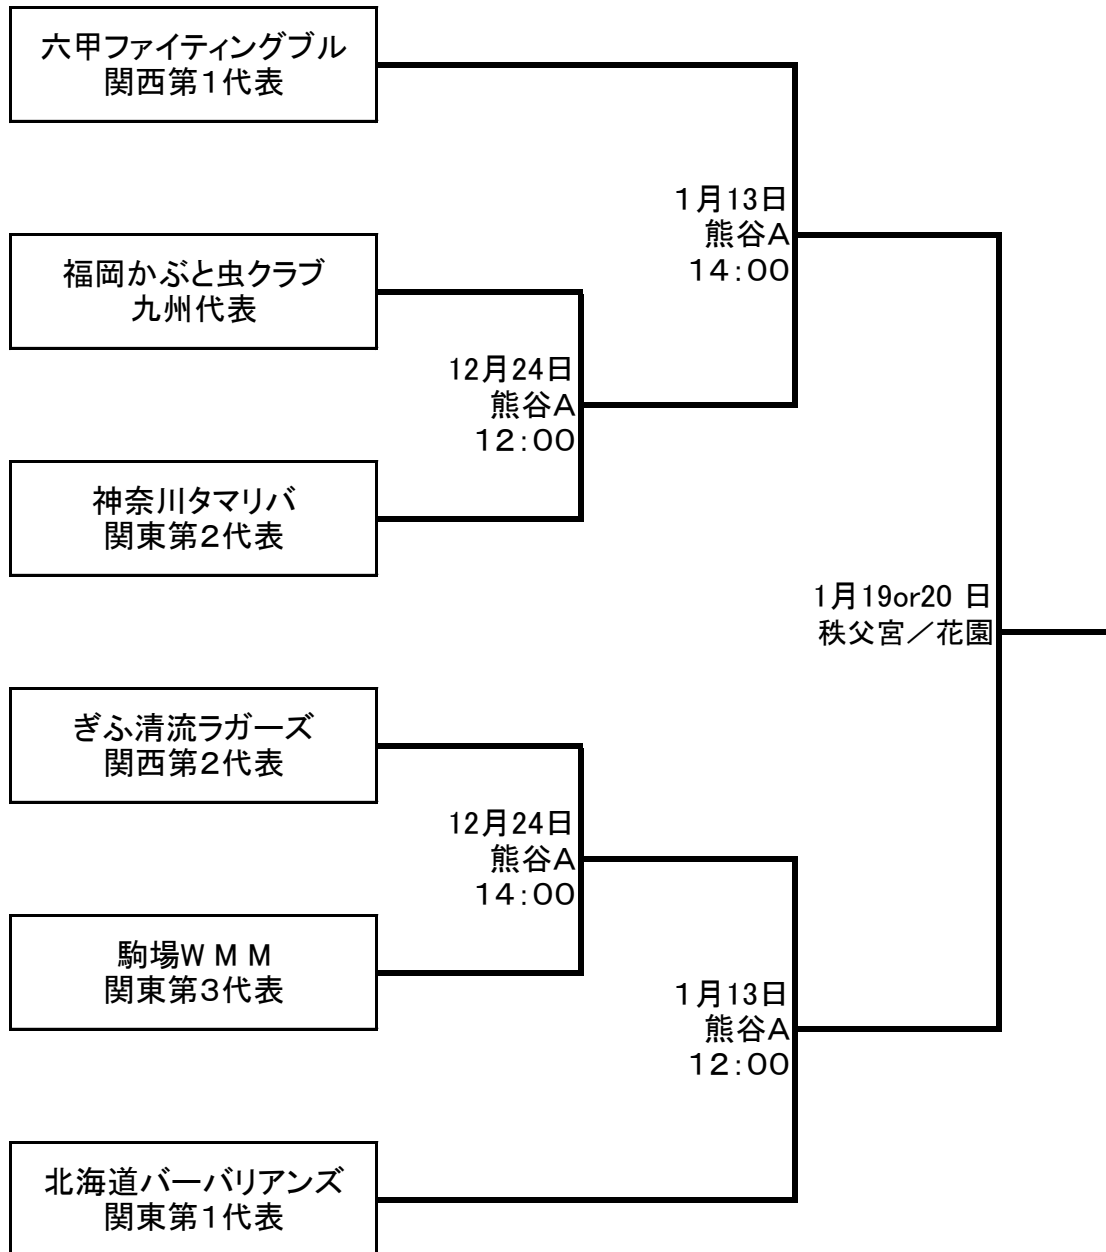 六甲ファイティングブル
関西第１代表
１月13日
熊谷Ａ
１４：００
福岡かぶと虫クラブ
九州代表
12月24日
熊谷Ａ
１２：００
神奈川タマリバ
関東第２代表
1月19or20 日
秩父宮／花園
ぎふ清流ラガーズ
関西第２代表
12月24日
熊谷Ａ
１４：００
駒場W M M
関東第３代表
１月13日
熊谷Ａ
１２：００
北海道バーバリアンズ
関東第１代表